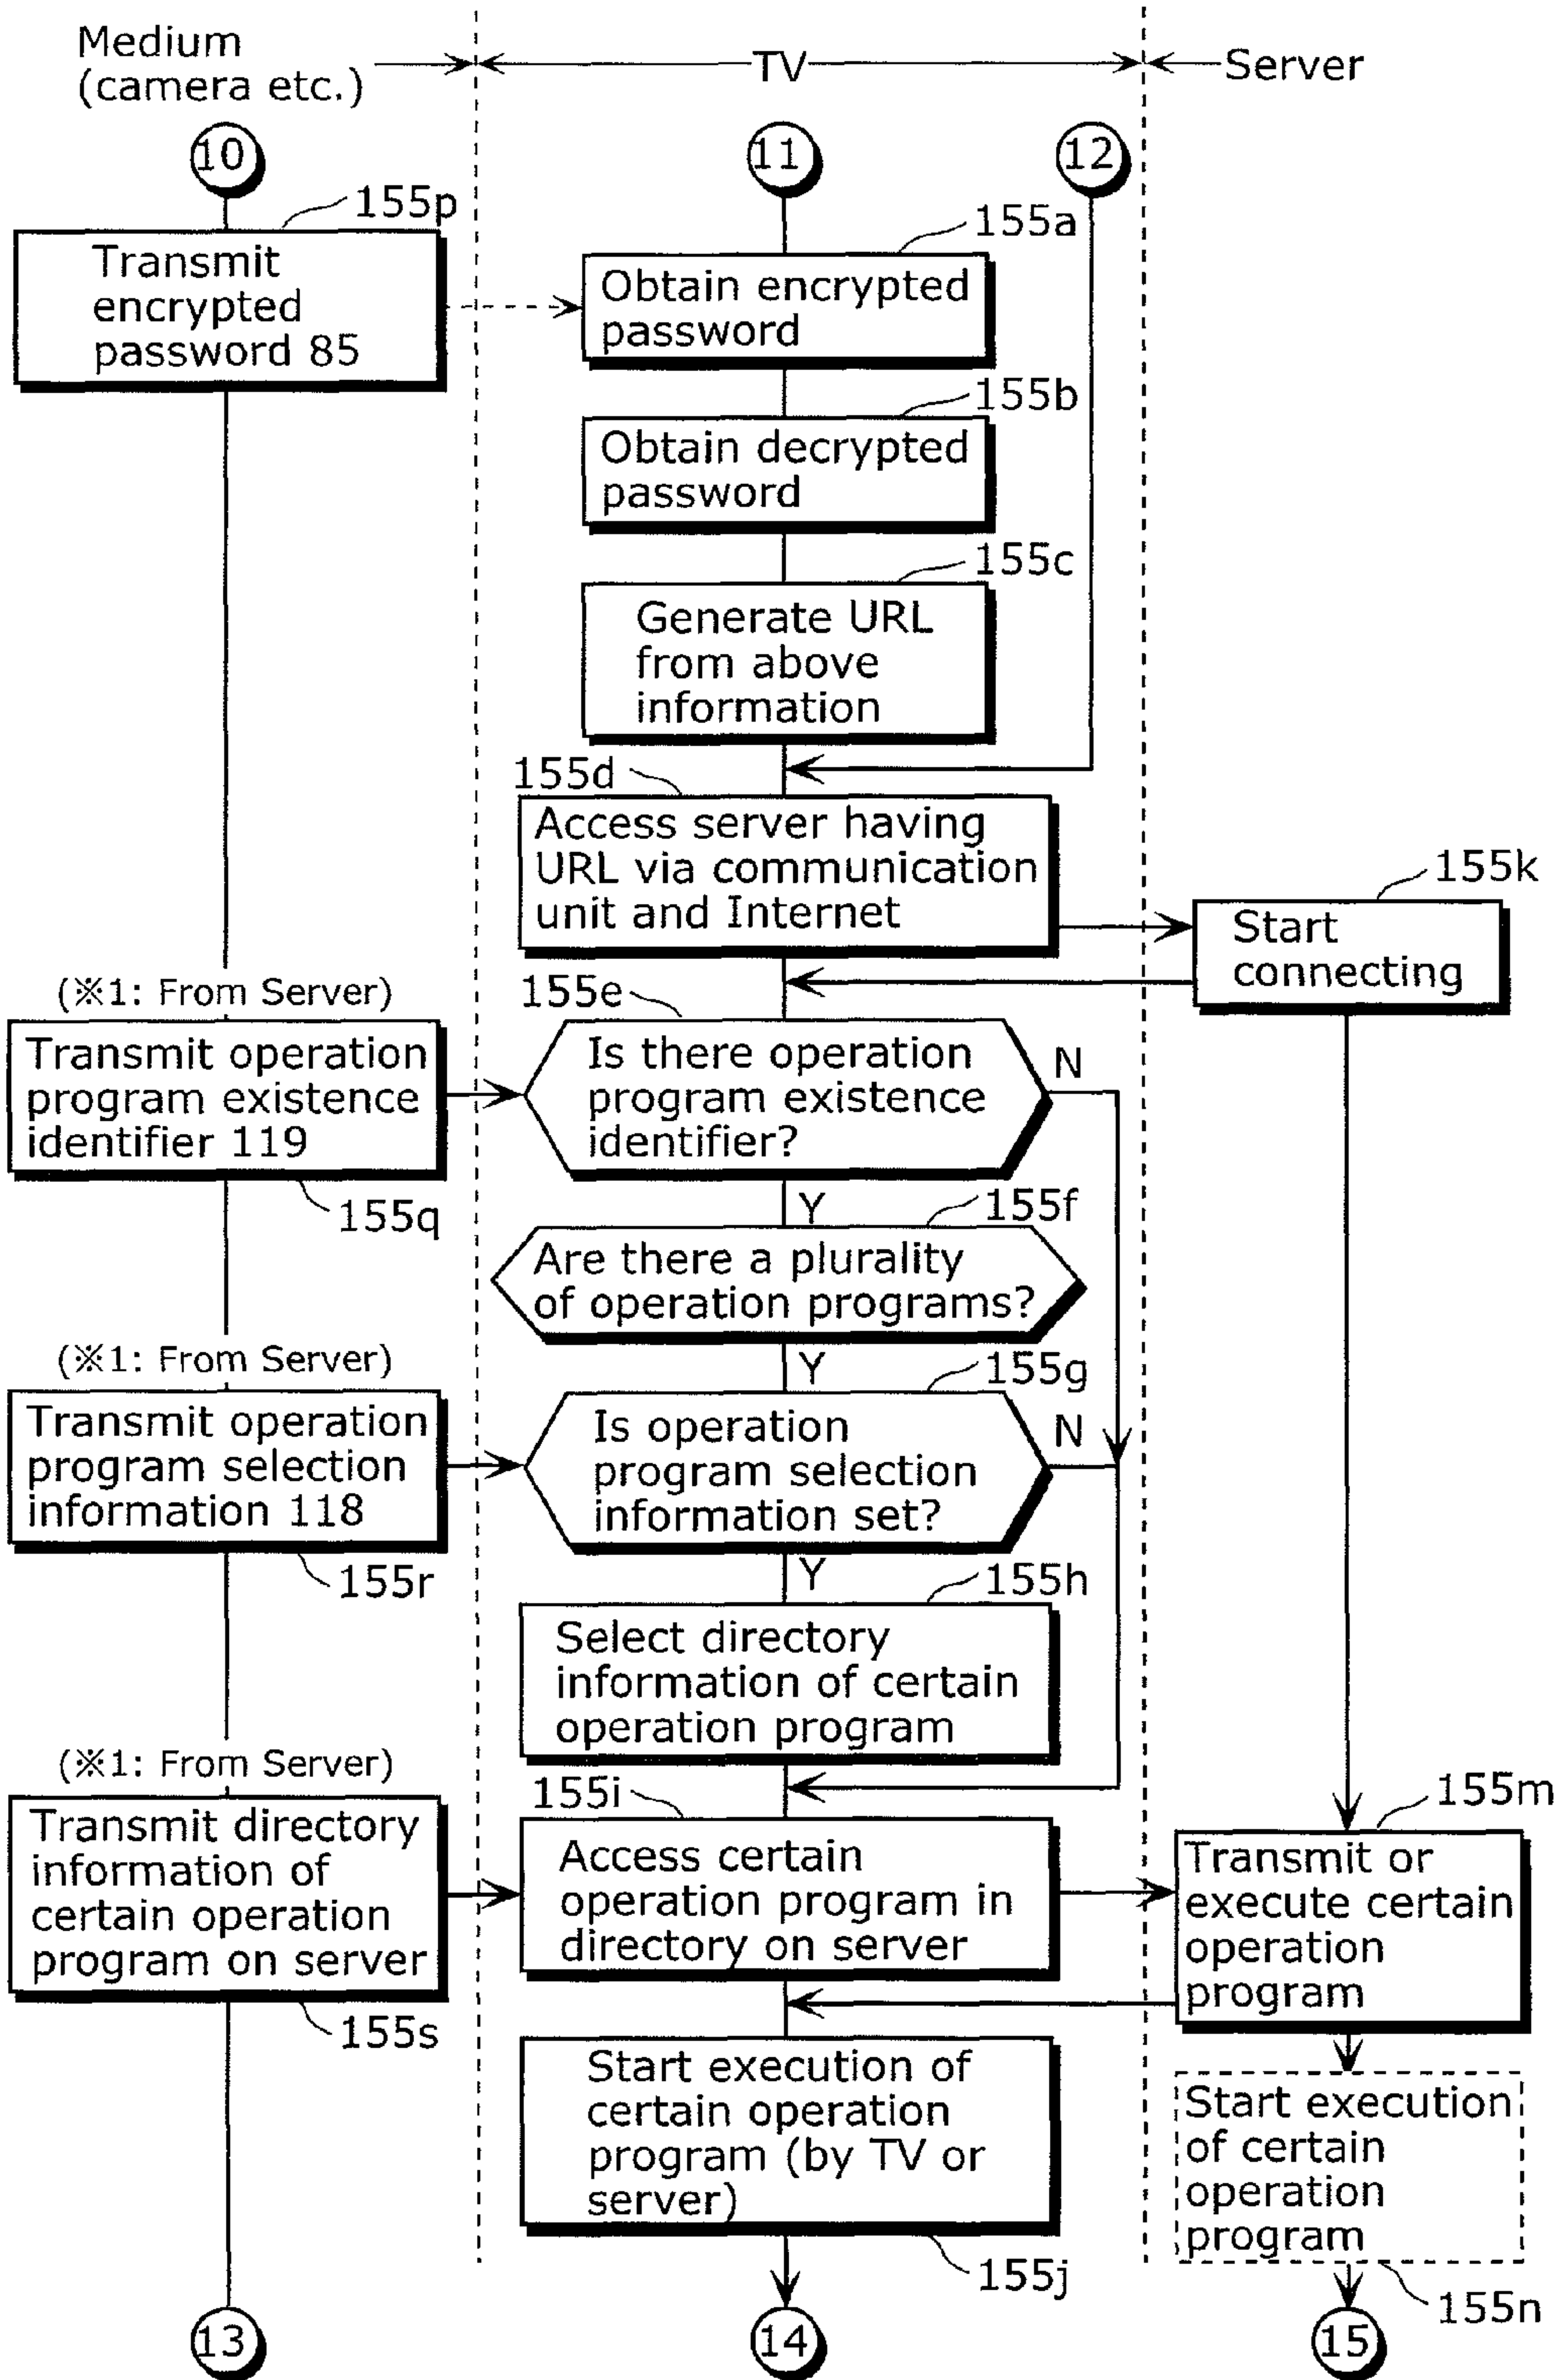 Medium
(camera etc.)
TV
Server
10
11
12
155p
Transmit
encrypted
password 85
155a
Obtain encrypted
password
155b
Obtain decrypted
password
155c
Generate URL
from above
information
155d
Access server having
URL via communication
unit and Internet
155k
Start
connecting
(※1: From Server)
Transmit operation
program existence
identifier 119
155q
155e
Is there operation
program existence
identifier?
N
Y
155f
Are there a plurality
of operation programs?
Y
(※1: From Server)
Transmit operation
program selection
information 118
155r
155g
Is operation
program selection
information set?
N
Y
155h
Select directory
information of certain
operation program
(※1: From Server)
Transmit directory
information of
certain operation
program on server
155s
155i
Access certain
operation program in
directory on server
155m
Transmit or
execute certain
operation
program
Start execution of
certain operation
program (by TV or
server)
155j
Start execution
of certain
operation
program
155n
13
14
15